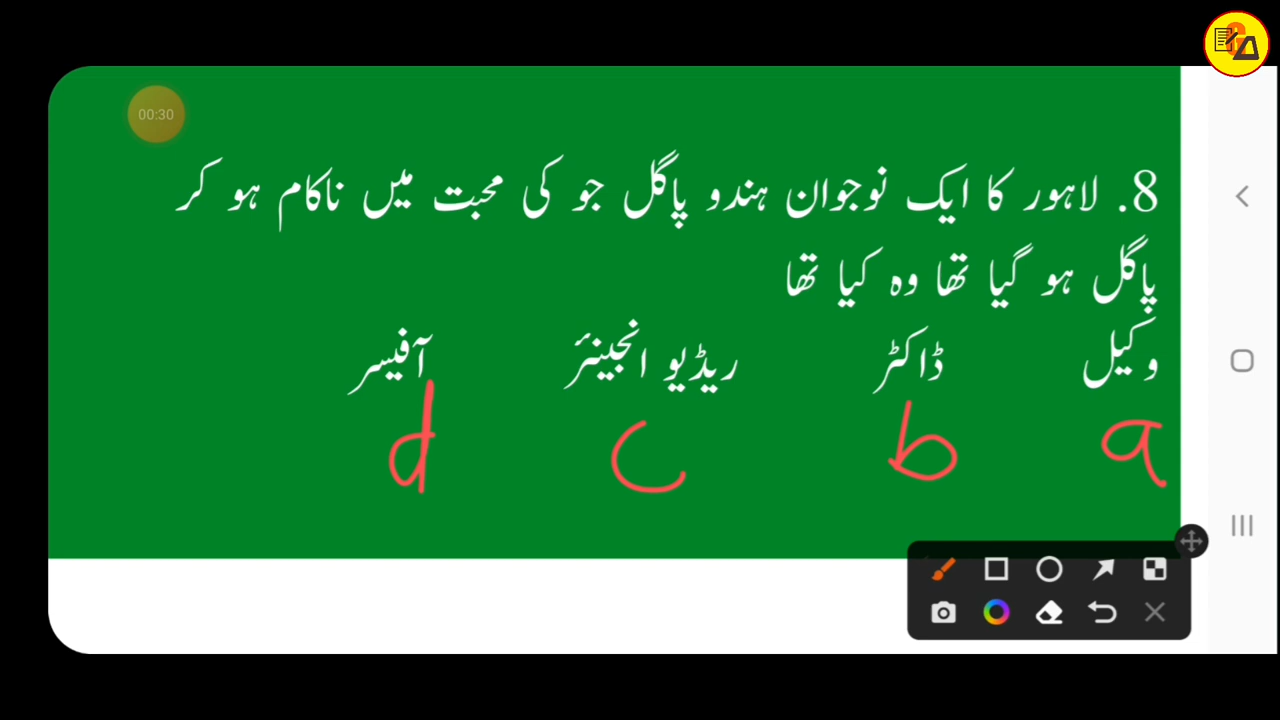 00:30
8. لاہور کا ایک نوجوان ہندو پاگل جو کی محبت میں ناکام ہو کر
پاگل ہو گیا تھا وہ کیا تھا
وکیل ڈاکٹر ریڈیو انجینئر آفیسر
a b c d